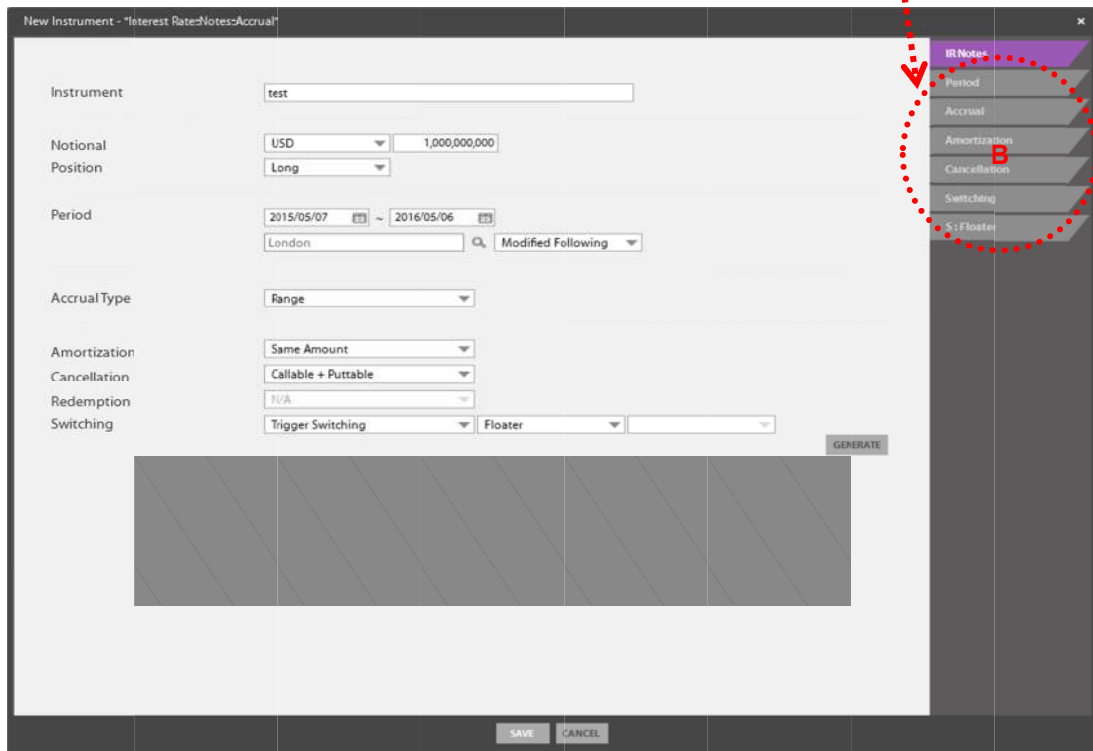 New Instrument - "Interest Rate=Notes=Accrual"
×
Instrument test
Notional USD 1,000,000,000
Position Long
Period 2015/05/07 ~ 2016/05/06
London Modified Following
Accrual Type Range
Amortization Same Amount
Cancellation Callable + Puttable
Redemption N/A
Switching Trigger Switching Floater
GENERATE
SAVE CANCEL
IR Notes
Period
Accrual
Amortization
B
Cancellation
Switching
S : Floater